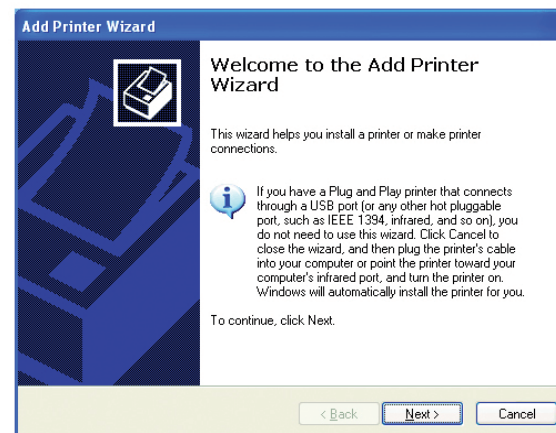 Add Printer Wizard
Welcome to the Add Printer
Wizard
This wizard helps you install a printer or make printer
connections.
If you have a Plug and Play printer that connects
through a USB port (or any other hot pluggable
port, such as IEEE 1394, infrared, and so on), you
do not need to use this wizard. Click Cancel to
close the wizard, and then plug the printer's cable
into your computer or point the printer toward your
computer's infrared port, and turn the printer on.
Windows will automatically install the printer for you.
To continue, click Next.
< Back Next > Cancel